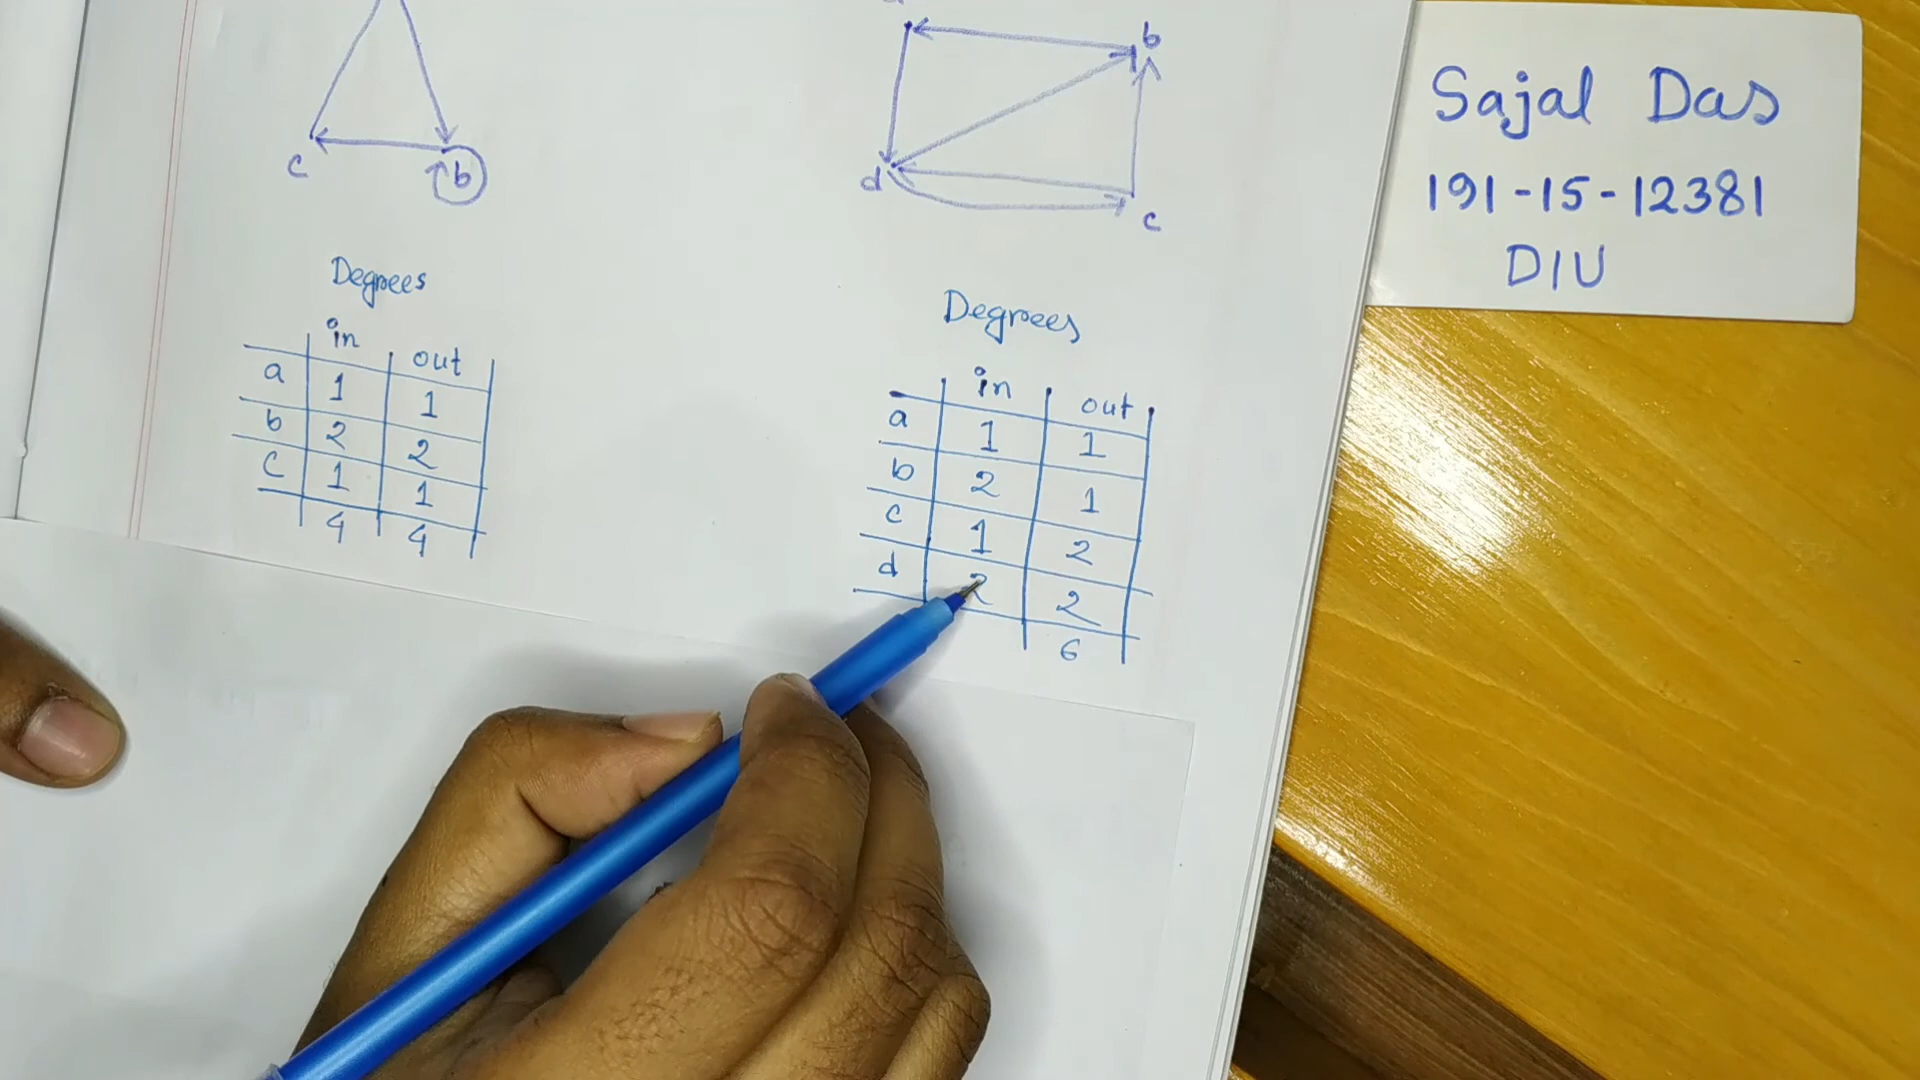 b
c
b
d
c
Degrees
in out
a 1 1
b 2 2
c 1 1
4 4
Degrees
in out
a 1 1
b 2 1
c 1 2
d 2 2
6
Sajal Das
191-15-12381
DIU